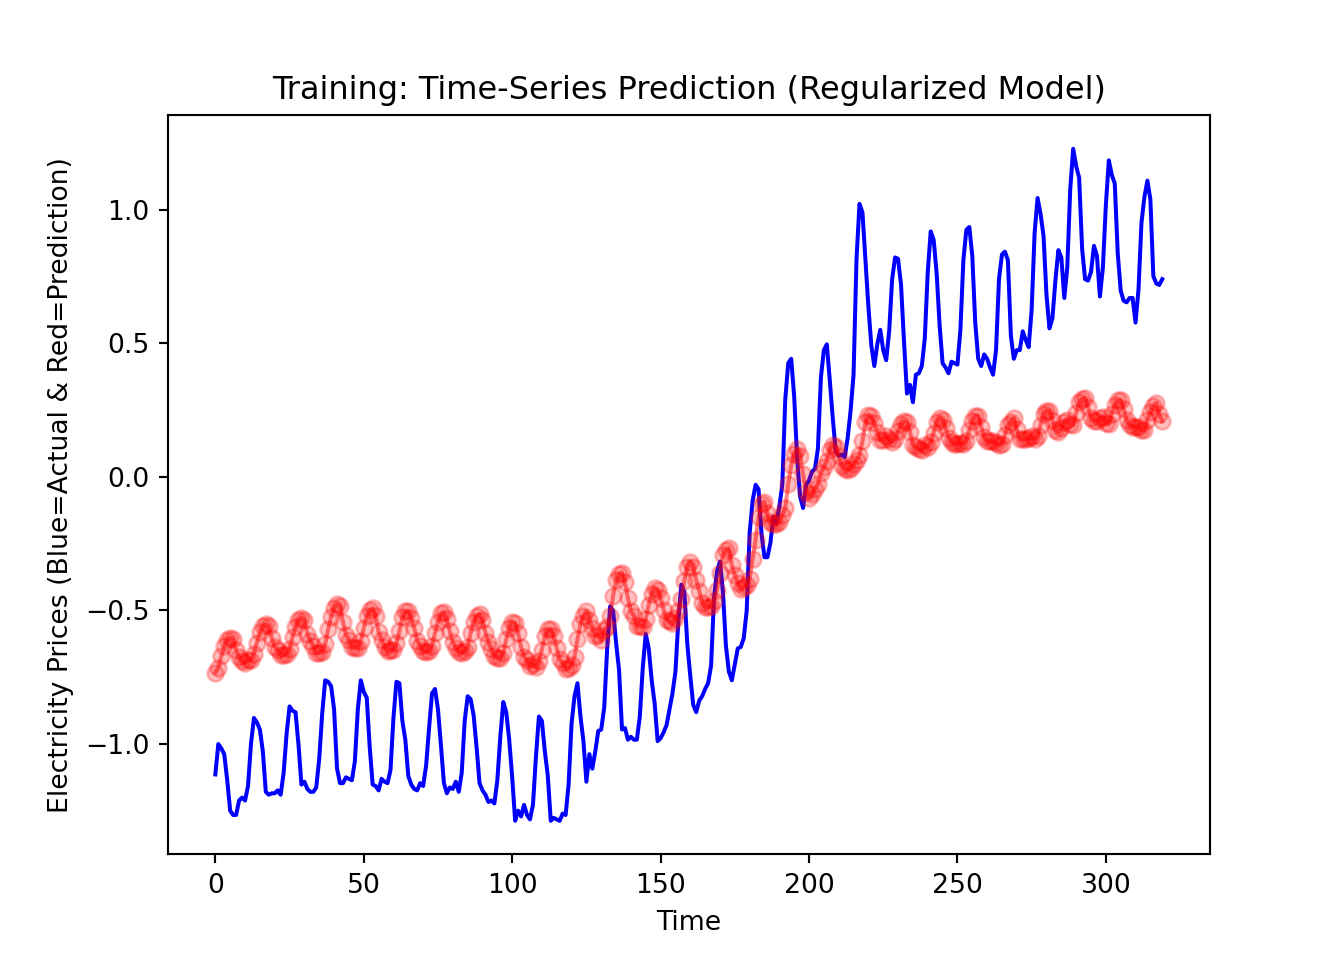 Training: Time-Series Prediction (Regularized Model)
Electricity Prices (Blue=Actual & Red=Prediction)
1.0
0.5
0.0
−0.5
−1.0
0 50 100 150 200 250 300
Time